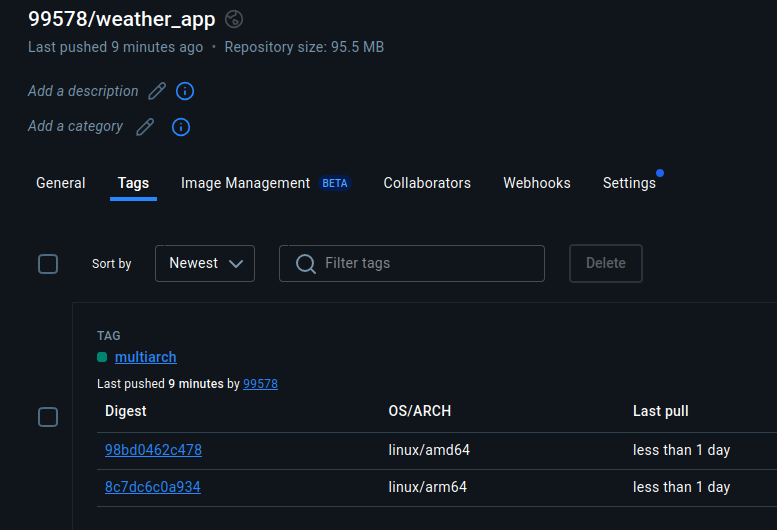 99578/weather_app
Last pushed 9 minutes ago • Repository size: 95.5 MB
Add a description
Add a category
General Tags Image Management BETA Collaborators Webhooks Settings
Sort by Newest Filter tags Delete
TAG
multiarch
Last pushed 9 minutes by 99578
Digest OS/ARCH Last pull
98bd0462c478 linux/amd64 less than 1 day
8c7dc6c0a934 linux/arm64 less than 1 day